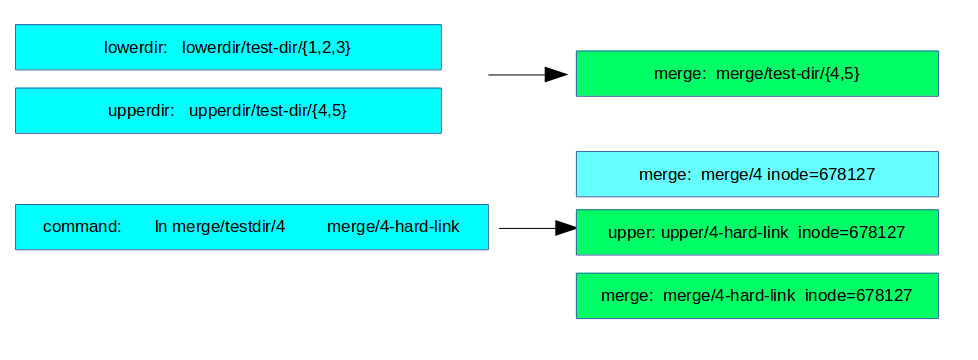 lowerdir: lowerdir/test-dir/{1,2,3}
upperdir: upperdir/test-dir/{4,5}
merge: merge/test-dir/{4,5}
merge: merge/4 inode=678127
command: ln merge/testdir/4 merge/4-hard-link
upper: upper/4-hard-link inode=678127
merge: merge/4-hard-link inode=678127